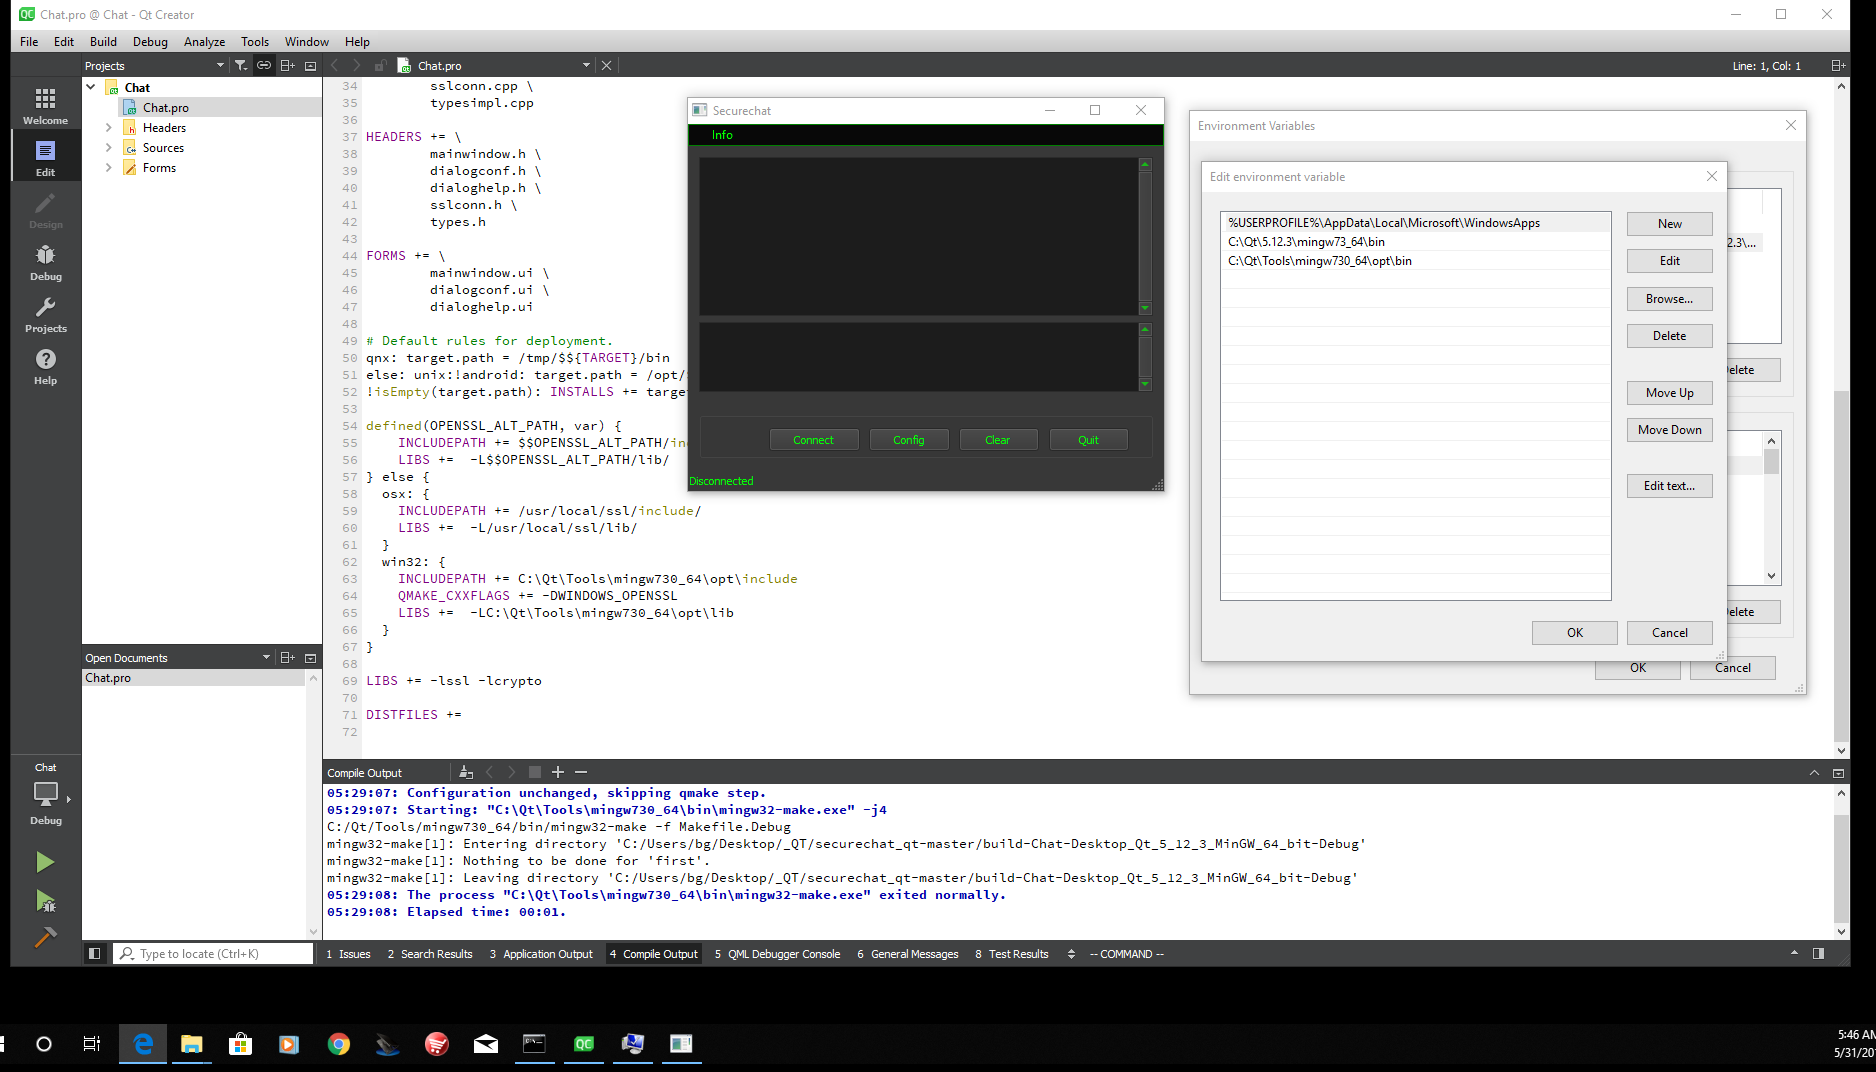 Chat.pro @ Chat - Qt Creator
File Edit Build Debug Analyze Tools Window Help
Projects
Chat.pro
Line: 1, Col: 1
Welcome
Edit
Design
Debug
Projects
Help
Chat
Chat.pro
Headers
Sources
Forms
34 sslconn.cpp \
35 typesimpl.cpp
36
37 HEADERS += \
38 mainwindow.h \
39 dialogconf.h \
40 dialoghelp.h \
41 sslconn.h \
42 types.h
43
44 FORMS += \
45 mainwindow.ui \
46 dialogconf.ui \
47 dialoghelp.ui
48
49 # Default rules for deployment.
50 qnx: target.path = /tmp/$${TARGET}/bin
51 else: unix:!android: target.path = /opt/
52 !isEmpty(target.path): INSTALLS += targe
53
54 defined(OPENSSL_ALT_PATH, var) {
55 INCLUDEPATH += $$OPENSSL_ALT_PATH/in
56 LIBS += -L$$OPENSSL_ALT_PATH/lib/
57 } else {
58 osx: {
59 INCLUDEPATH += /usr/local/ssl/include/
60 LIBS += -L/usr/local/ssl/lib/
61 }
62 win32: {
63 INCLUDEPATH += C:\Qt\Tools\mingw730_64\opt\include
64 QMAKE_CXXFLAGS += -DWINDOWS_OPENSSL
65 LIBS += -LC:\Qt\Tools\mingw730_64\opt\lib
66 }
67 }
68
69 LIBS += -lssl -lcrypto
70
71 DISTFILES +=
72
Securechat
Info
Connect Config Clear Quit
Disconnected
Environment Variables
Edit environment variable
%USERPROFILE%\AppData\Local\Microsoft\WindowsApps
C:\Qt\5.12.3\mingw73_64\bin
C:\Qt\Tools\mingw730_64\opt\bin
New
Edit
Browse...
Delete
Move Up
Move Down
Edit text...
OK Cancel
2.3\...
elete
elete
OK Cancel
Open Documents
Chat.pro
Chat
Debug
Compile Output
05:29:07: Configuration unchanged, skipping qmake step.
05:29:07: Starting: "C:\Qt\Tools\mingw730_64\bin\mingw32-make.exe" -j4
C:/Qt/Tools/mingw730_64/bin/mingw32-make -f Makefile.Debug
mingw32-make[1]: Entering directory 'C:/Users/bg/Desktop/_QT/securechat_qt-master/build-Chat-Desktop_Qt_5_12_3_MinGW_64_bit-Debug'
mingw32-make[1]: Nothing to be done for 'first'.
mingw32-make[1]: Leaving directory 'C:/Users/bg/Desktop/_QT/securechat_qt-master/build-Chat-Desktop_Qt_5_12_3_MinGW_64_bit-Debug'
05:29:08: The process "C:\Qt\Tools\mingw730_64\bin\mingw32-make.exe" exited normally.
05:29:08: Elapsed time: 00:01.
Type to locate (Ctrl+K)
1 Issues 2 Search Results 3 Application Output 4 Compile Output 5 QML Debugger Console 6 General Messages 8 Test Results -- COMMAND --
5:46 AM
5/31/20